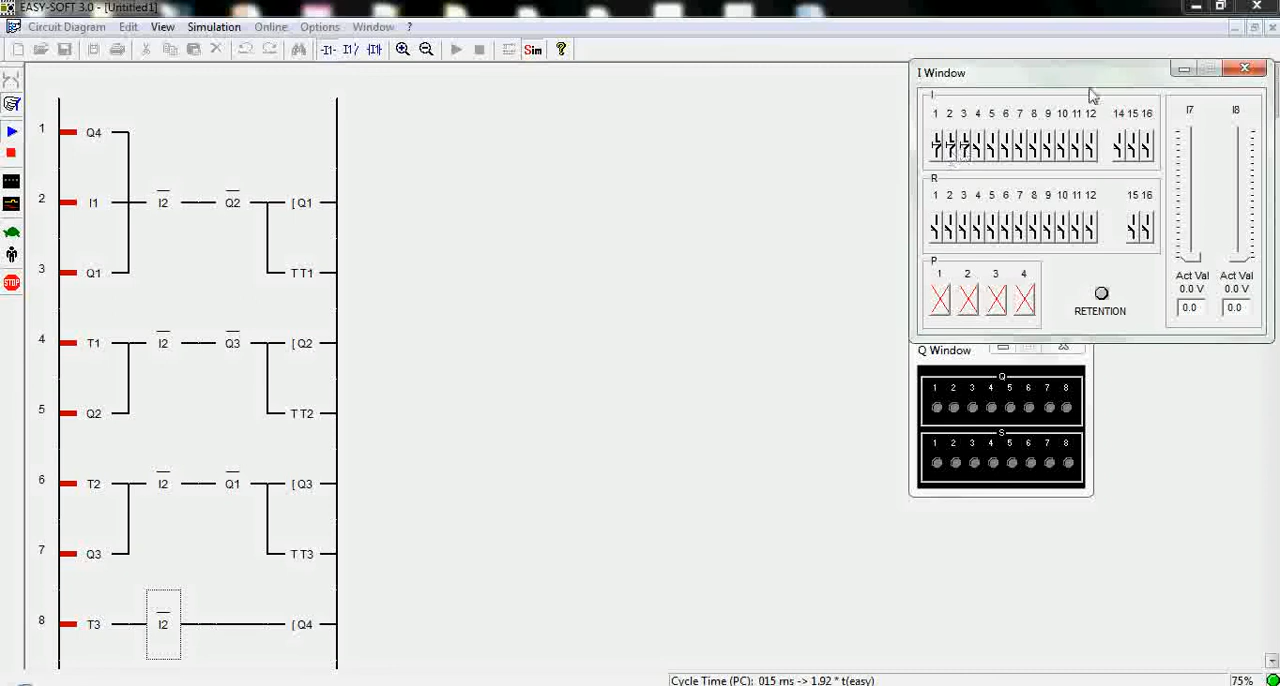 EASY-SOFT 3.0 - [Untitled1]
Circuit Diagram Edit View Simulation Online Options Window ?
Sim
STOP
1 Q4
2 I1 I2 Q2 [ Q1
3 Q1 T T1
4 T1 I2 Q3 [ Q2
5 Q2 T T2
6 T2 I2 Q1 [ Q3
7 Q3 T T3
8 T3 I2 [ Q4
I Window
I
1 2 3 4 5 6 7 8 9 10 11 12 14 15 16
R
1 2 3 4 5 6 7 8 9 10 11 12 15 16
P
1 2 3 4
RETENTION
I7 I8
Act Val Act Val
0.0 V 0.0 V
0.0 0.0
Q Window
Q
1 2 3 4 5 6 7 8
S
1 2 3 4 5 6 7 8
Cycle Time (PC): 015 ms -> 1.92 * t(easy)
75%